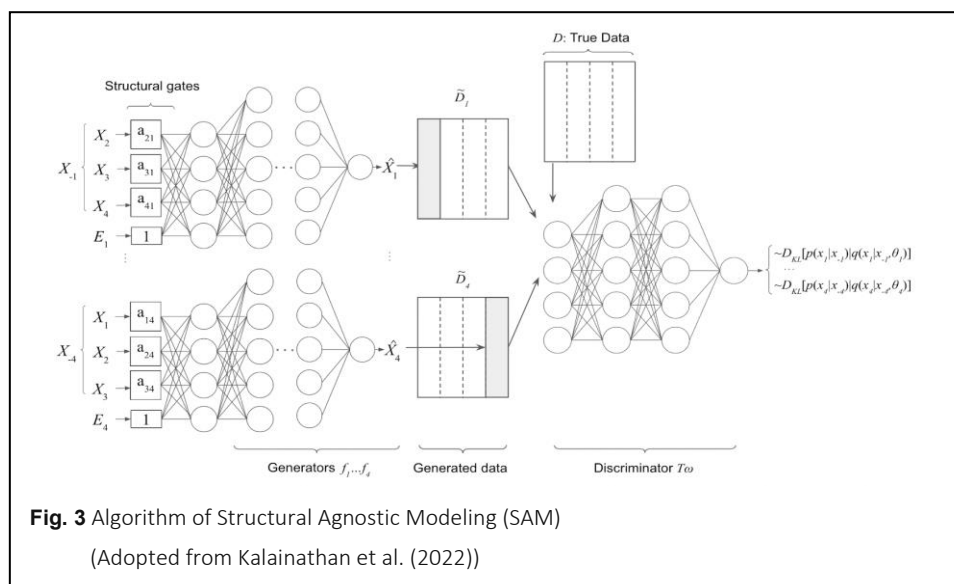 D: True Data
Structural gates
D̃₁
X₂ a₂₁
X₃ a₃₁
X₋₁
X̂₁
X₄ a₄₁
E₁ 1
⋮ ⋮
...
~D_KL[p(x₁|x₋₁)|q(x₁|x₋₁,θ₁)]
...
~D_KL[p(x₄|x₋₄)|q(x₄|x₋₄,θ₄)]
D̃₄
X₁ a₁₄
X₂ a₂₄
X₋₄
X̂₄
X₃ a₃₄
E₄ 1
...
Generators f₁...f₄
Generated data
Discriminator Tω
Fig. 3 Algorithm of Structural Agnostic Modeling (SAM)
(Adopted from Kalainathan et al. (2022))